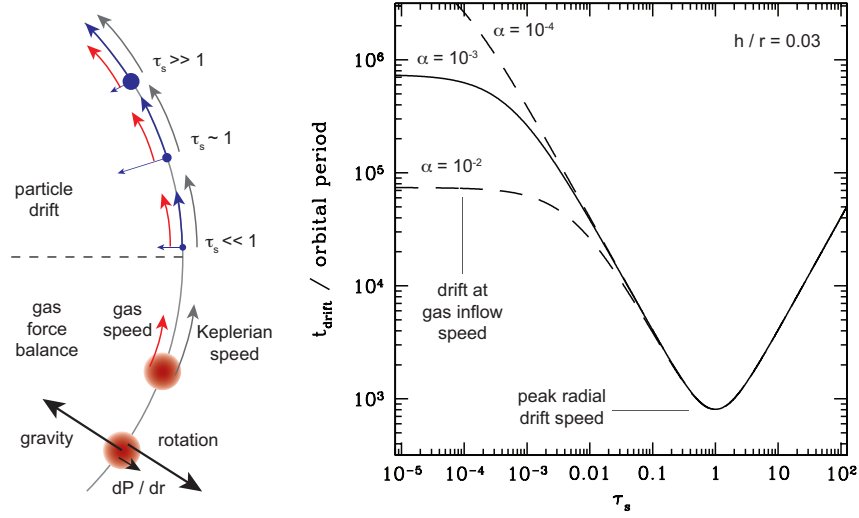 τs >> 1
τs ~ 1
particle
drift
τs << 1
gas
force
balance
gas
speed
Keplerian
speed
gravity
rotation
dP / dr
tdrift / orbital period
10⁶
10⁵
10⁴
10³
α = 10⁻⁴
h / r = 0.03
α = 10⁻³
α = 10⁻²
drift at
gas inflow
speed
peak radial
drift speed
10⁻⁵ 10⁻⁴ 10⁻³ 0.01 0.1 1 10 10²
τs